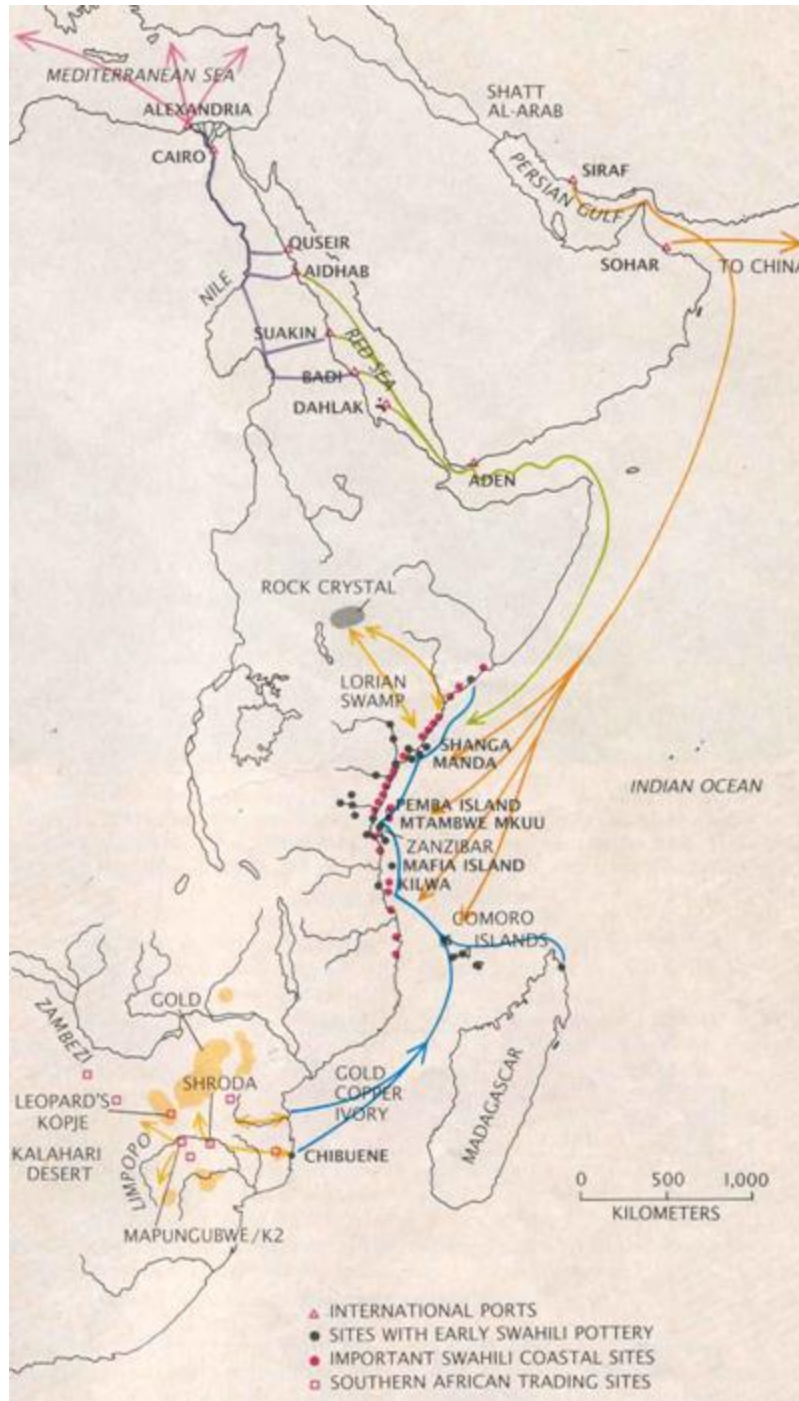 MEDITERRANEAN SEA
ALEXANDRIA
CAIRO
SHATT
AL-ARAB
SIRAF
PERSIAN GULF
SOHAR
TO CHINA
QUSEIR
AIDHAB
NILE
SUAKIN
RED SEA
BADI
DAHLAK
ADEN
ROCK CRYSTAL
LORIAN
SWAMP
SHANGA
MANDA
INDIAN OCEAN
PEMBA ISLAND
MTAMBWE MKUU
ZANZIBAR
MAFIA ISLAND
KILWA
COMORO
ISLANDS
GOLD
ZAMBEZI
SHRODA
GOLD
COPPER
IVORY
LEOPARD'S
KOPJE
MADAGASCAR
KALAHARI
DESERT
LIMPOPO
CHIBUENE
MAPUNGUBWE/K2
0 500 1,000
KILOMETERS
INTERNATIONAL PORTS
SITES WITH EARLY SWAHILI POTTERY
IMPORTANT SWAHILI COASTAL SITES
SOUTHERN AFRICAN TRADING SITES